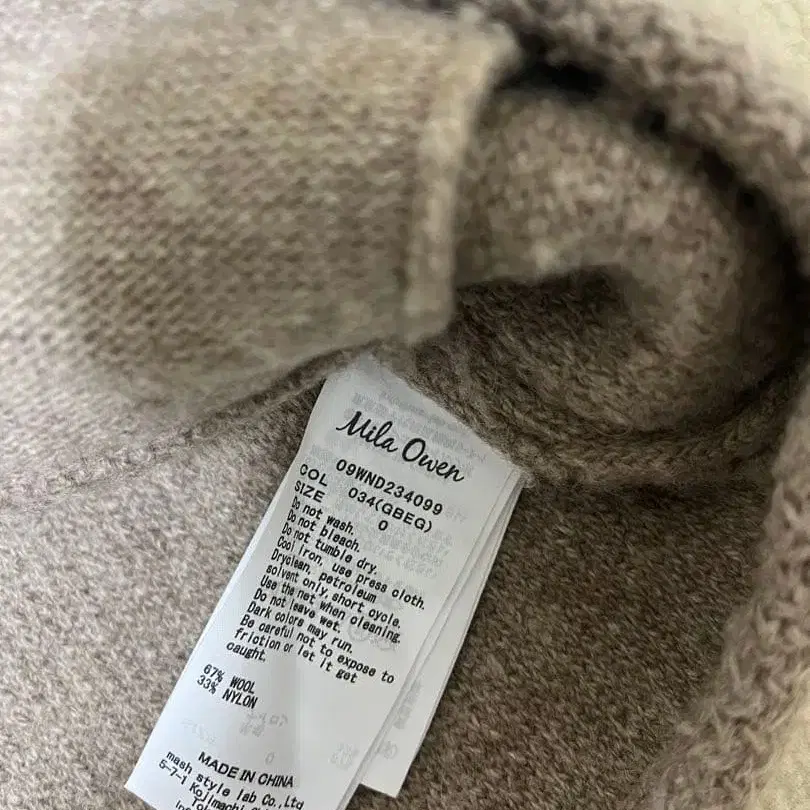 Mila Owen
09WND234099
COL 034(GBEG)
SIZE 0
Do not wash.
Do not bleach.
Do not tumble dry.
Cool iron, use press cloth.
Dryclean, petroleum
solvent only, short cycle.
Use the net when cleaning.
Do not leave wet.
Dark colors may run.
Be careful not to expose to
friction or let it get
caught.
67% WOOL
33% NYLON
MADE IN CHINA
mash style lab Co., Ltd
5-7-1 Kojimachi